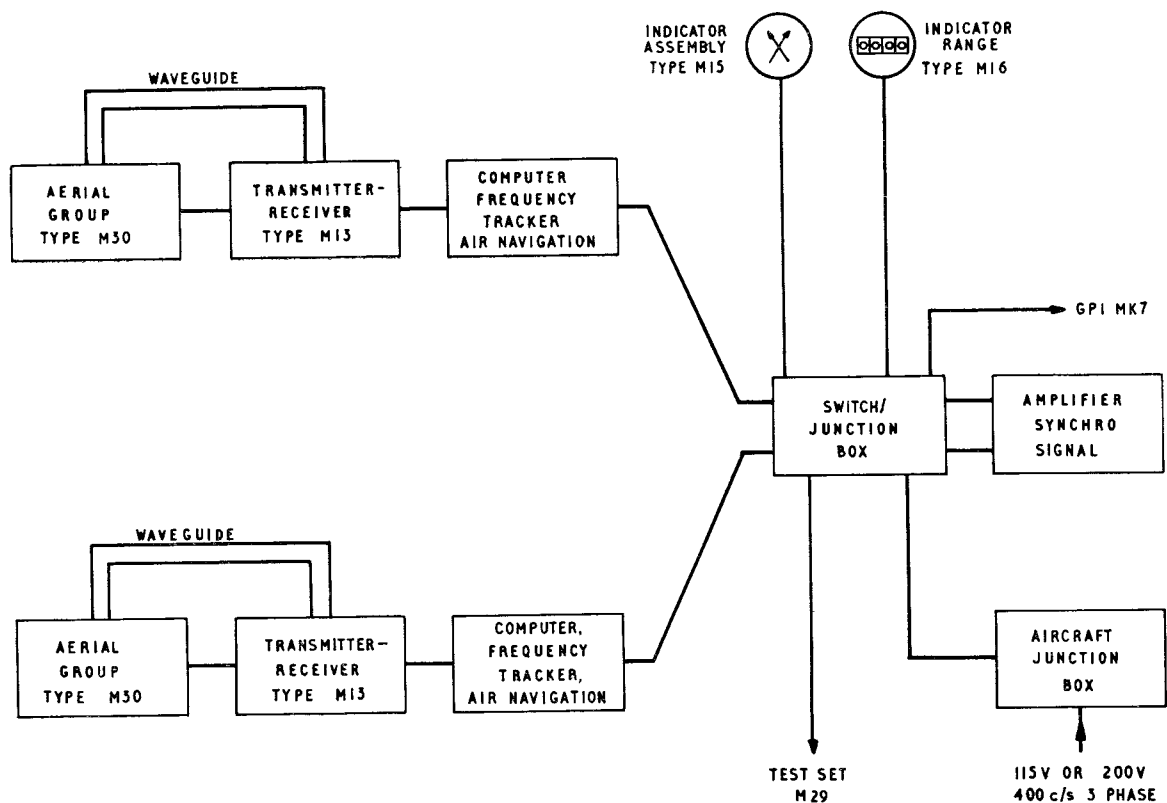 INDICATOR
ASSEMBLY
TYPE M15
INDICATOR
RANGE
TYPE M16
WAVEGUIDE
AERIAL
GROUP
TYPE M30
TRANSMITTER-
RECEIVER
TYPE M13
COMPUTER
FREQUENCY
TRACKER
AIR NAVIGATION
GPI MK7
SWITCH/
JUNCTION
BOX
AMPLIFIER
SYNCHRO
SIGNAL
WAVEGUIDE
AERIAL
GROUP
TYPE M30
TRANSMITTER-
RECEIVER
TYPE M13
COMPUTER,
FREQUENCY
TRACKER,
AIR NAVIGATION
AIRCRAFT
JUNCTION
BOX
TEST SET
M29
115V OR 200V
400 c/s 3 PHASE